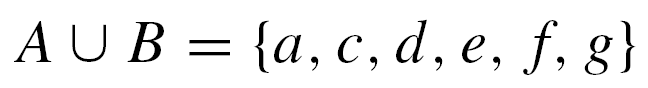 A ∪ B = {a, c, d, e, f, g}